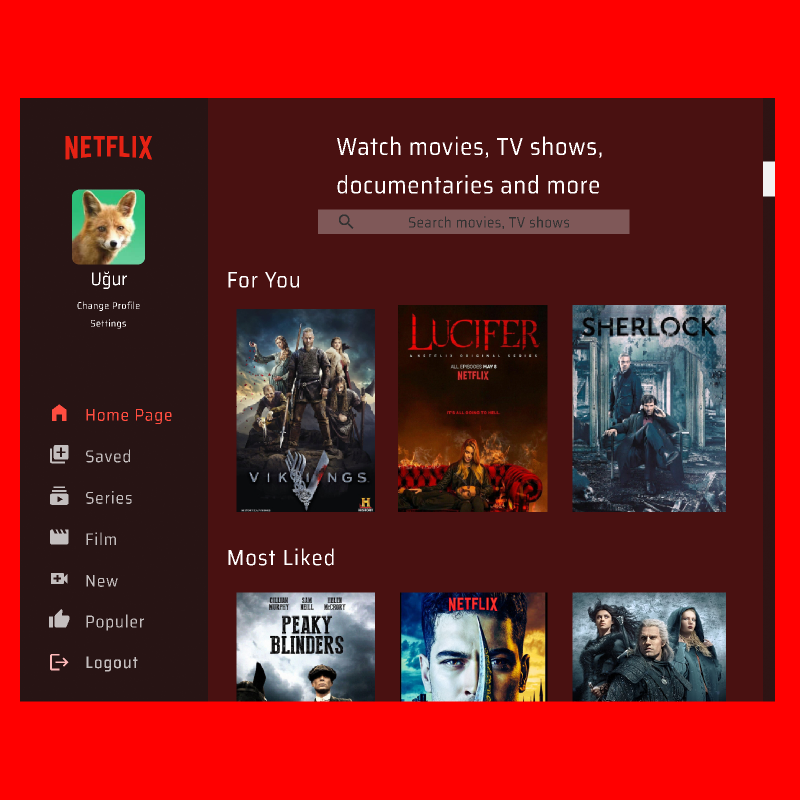 NETFLIX
Uğur
Change Profile
Settings
Home Page
Saved
Series
Film
New
Populer
Logout
Watch movies, TV shows,
documentaries and more
Search movies, TV shows
For You
VIKINGS
H
HISTORY
LUCIFER
A NETFLIX ORIGINAL SERIES
ALL EPISODES MAY 8
NETFLIX
IT'S ALL GONNA TO HELL.
SHERLOCK
Most Liked
CILLIAN MURPHY
SAM NEILL
HELEN McCRORY
PEAKY
BLINDERS
NETFLIX